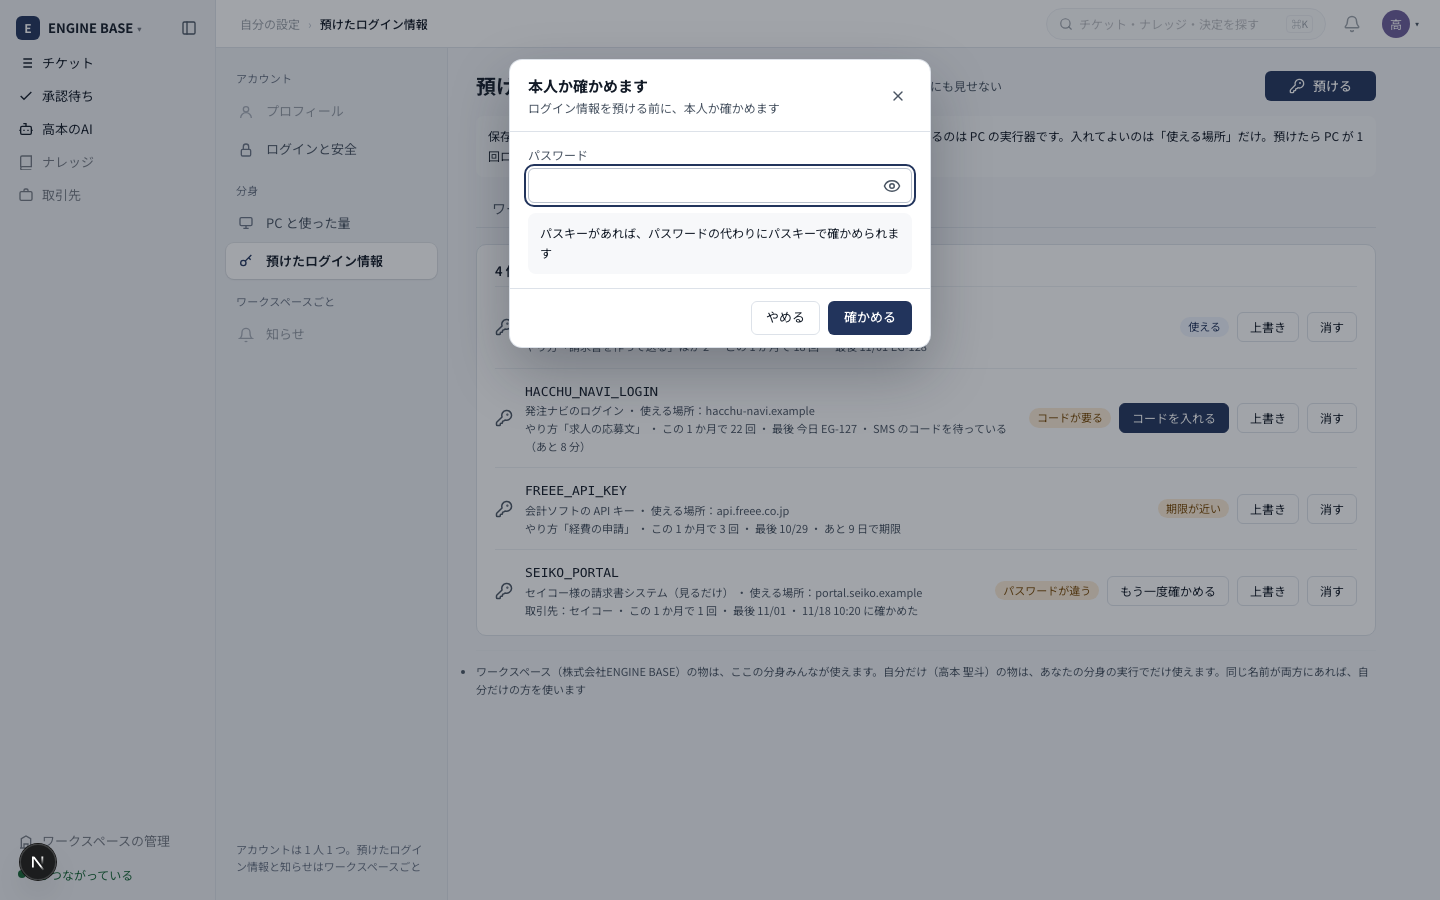 E ENGINE BASE
チケット
承認待ち
高本のAI
ナレッジ
取引先
ワークスペースの管理
つながっている
N
自分の設定 › 預けたログイン情報
チケット・ナレッジ・決定を探す ⌘K
高
アカウント
プロフィール
ログインと安全
分身
PC と使った量
預けたログイン情報
ワークスペースごと
知らせ
アカウントは 1 人 1 つ。預けたログイ
ン情報と知らせはワークスペースごと
預け
にも見せない
預ける
保存
るのは PC の実行器です。入れてよいのは「使える場所」だけ。預けたら PC が 1
回ロ
ワー
本人か確かめます
ログイン情報を預ける前に、本人か確かめます
パスワード
パスキーがあれば、パスワードの代わりにパスキーで確かめられま
す
やめる
確かめる
4
使える
上書き
消す
HACCHU_NAVI_LOGIN
発注ナビのログイン ・ 使える場所：hacchu-navi.example
やり方「求人の応募文」 ・ この 1 か月で 22 回 ・ 最後 今日 EG-127 ・ SMS のコードを待っている
（あと 8 分）
コードが要る
コードを入れる
上書き
消す
FREEE_API_KEY
会計ソフトの API キー ・ 使える場所：api.freee.co.jp
やり方「経費の申請」 ・ この 1 か月で 3 回 ・ 最後 10/29 ・ あと 9 日で期限
期限が近い
上書き
消す
SEIKO_PORTAL
セイコー様の請求書システム（見るだけ） ・ 使える場所：portal.seiko.example
取引先：セイコー ・ この 1 か月で 1 回 ・ 最後 11/01 ・ 11/18 10:20 に確かめた
パスワードが違う
もう一度確かめる
上書き
消す
• ワークスペース（株式会社ENGINE BASE）の物は、ここの分身みんなが使えます。自分だけ（高本 聖斗）の物は、あなたの分身の実行でだけ使えます。同じ名前が両方にあれば、自
分だけの方を使います